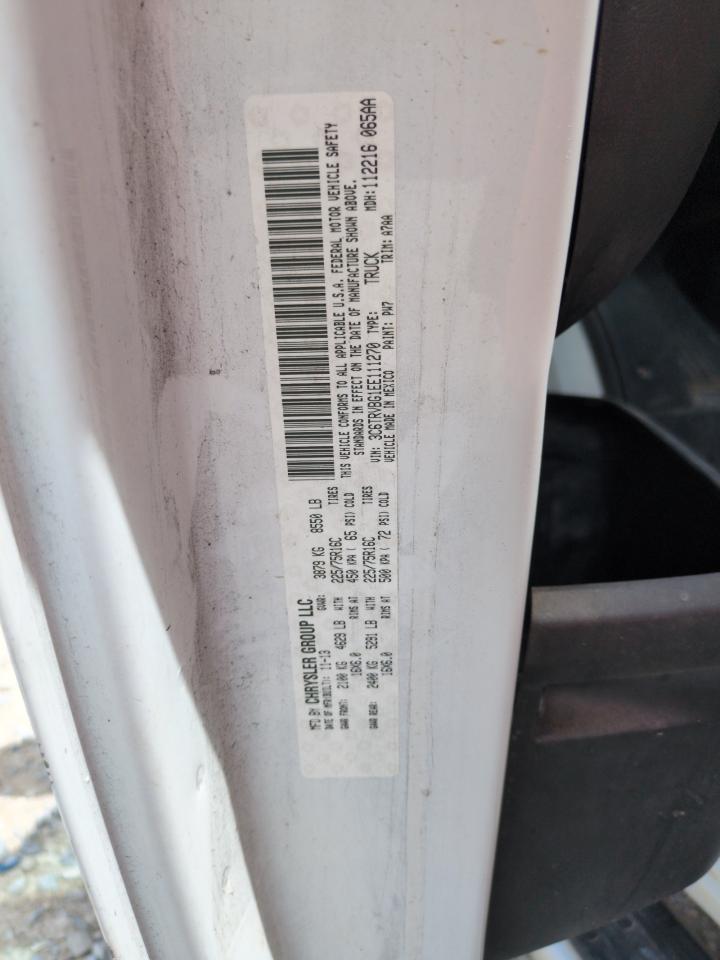 MFD BY CHRYSLER GROUP LLC
DATE OF MFR(BUILT): 11-13 GVWR: 3879 KG 8550 LB
GAWR FRONT: 2100 KG 4629 LB WITH 225/75R16C TIRES
16X6.0 RIMS AT 450 KPA ( 65 PSI) COLD
GAWR REAR: 2400 KG 5291 LB WITH 225/75R16C TIRES
16X6.0 RIMS AT 500 KPA ( 72 PSI) COLD
THIS VEHICLE CONFORMS TO ALL APPLICABLE U.S.A. FEDERAL MOTOR VEHICLE SAFETY
STANDARDS IN EFFECT ON THE DATE OF MANUFACTURE SHOWN ABOVE.
VIN: 3C6TRVBG1EE111270 TYPE: TRUCK MDH: 112216 065AA
VEHICLE MADE IN MEXICO PAINT: PW7 TRIM: A7AA